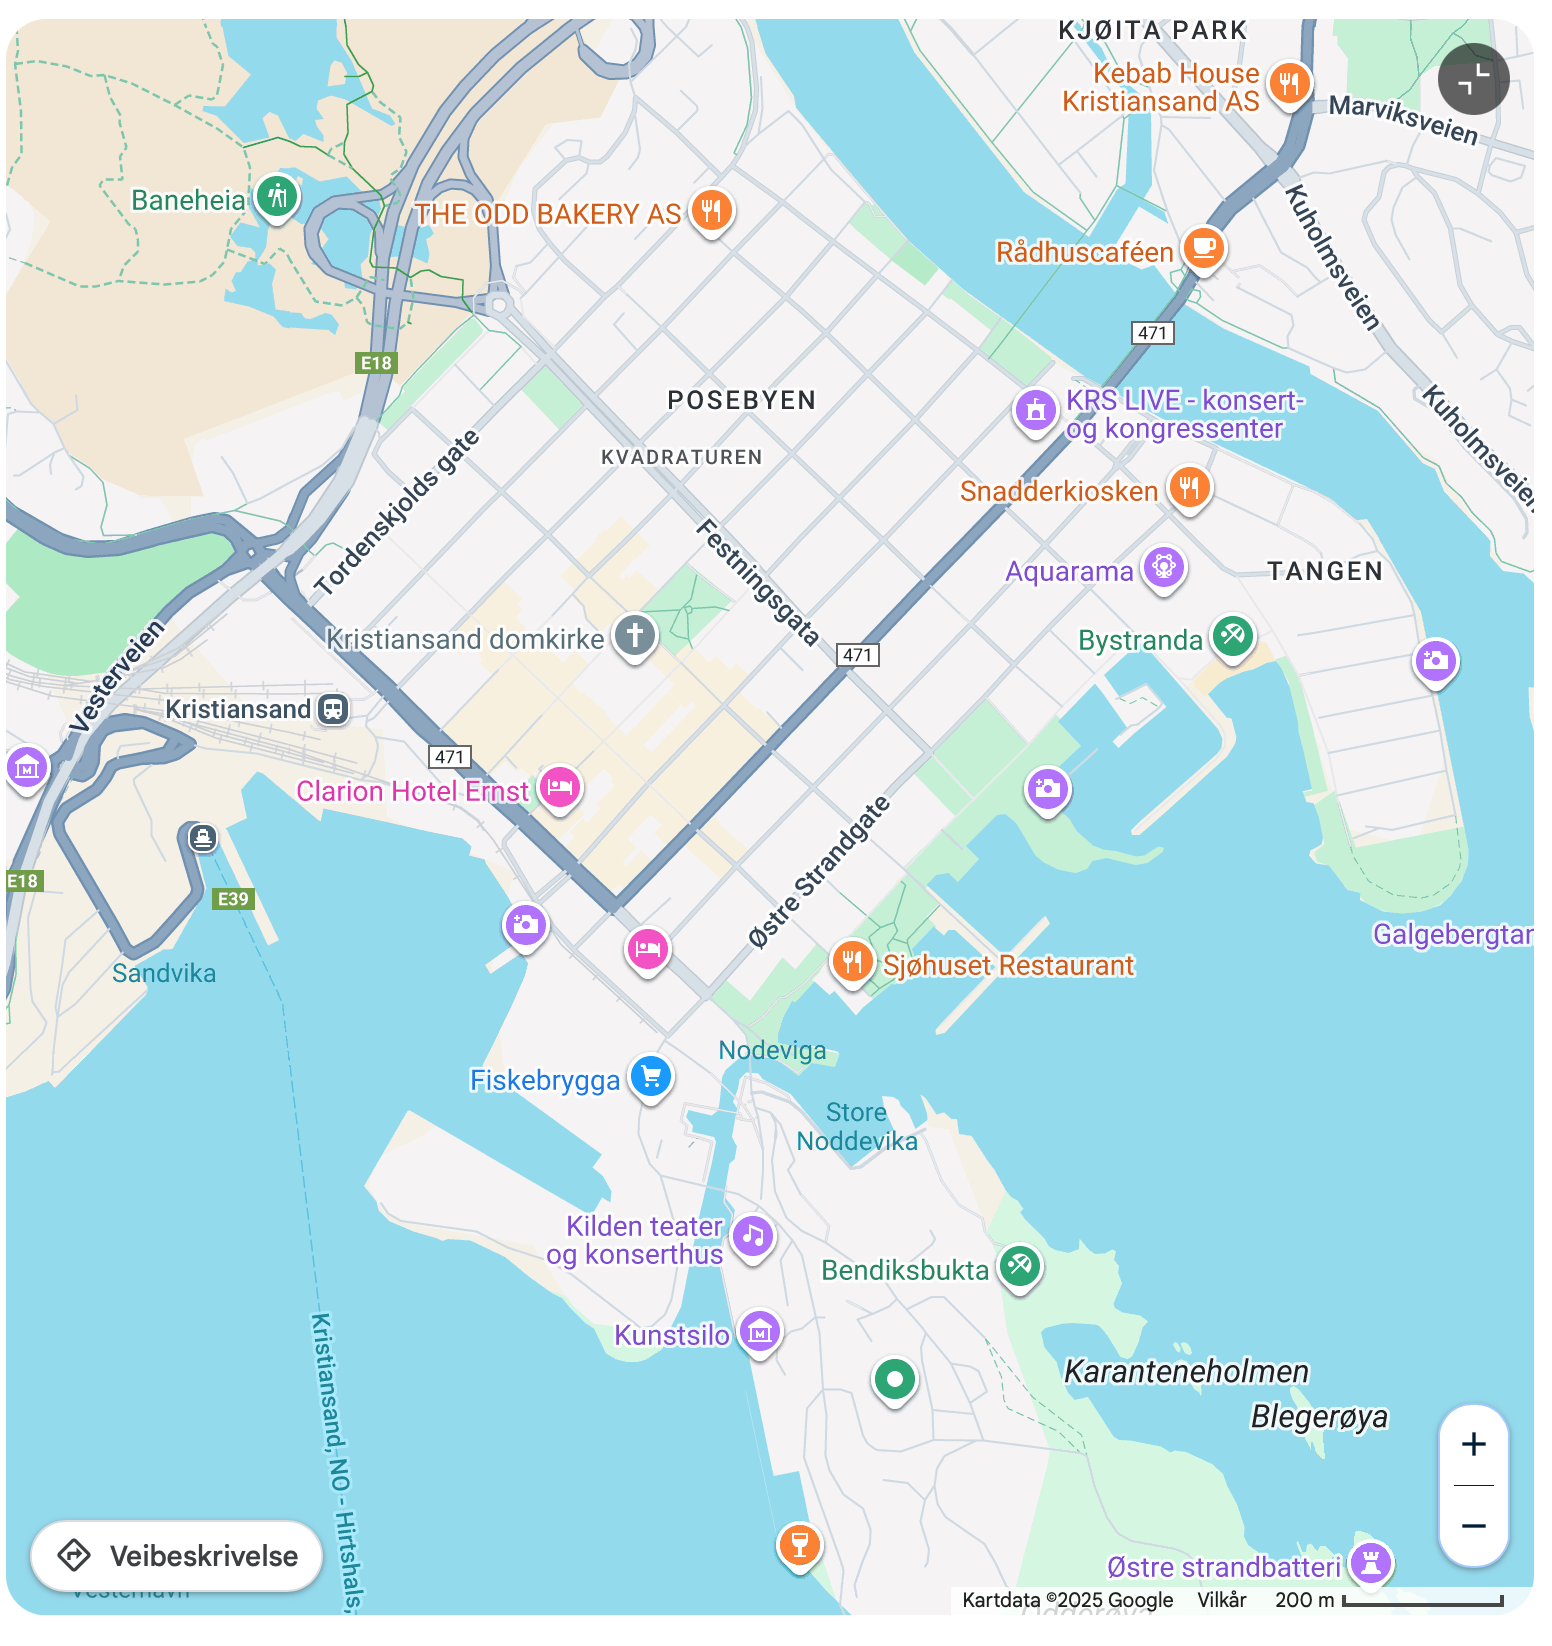 KJØITA PARK
Kebab House
Kristiansand AS
Marviksveien
Baneheia
THE ODD BAKERY AS
Rådhuscaféen
Kuholmsveien
471
E18
POSEBYEN
KVADRATUREN
KRS LIVE - konsert-
og kongressenter
Kuholmsveien
Tordenskjolds gate
Snadderkiosken
Festningsgata
Aquarama
TANGEN
Kristiansand domkirke
471
Bystranda
Vesterveien
Kristiansand
471
Clarion Hotel Ernst
Østre Strandgate
E18
E39
Galgebergtan
Sandvika
Sjøhuset Restaurant
Nodeviga
Fiskebrygga
Store
Noddevika
Kilden teater
og konserthus
Bendiksbukta
Kunstsilo
Kristiansand, NO - Hirtshals,
Karanteneholmen
Blegerøya
+
−
Veibeskrivelse
Vesterhavn
Østre strandbatteri
Kartdata ©2025 Google Vilkår 200 m